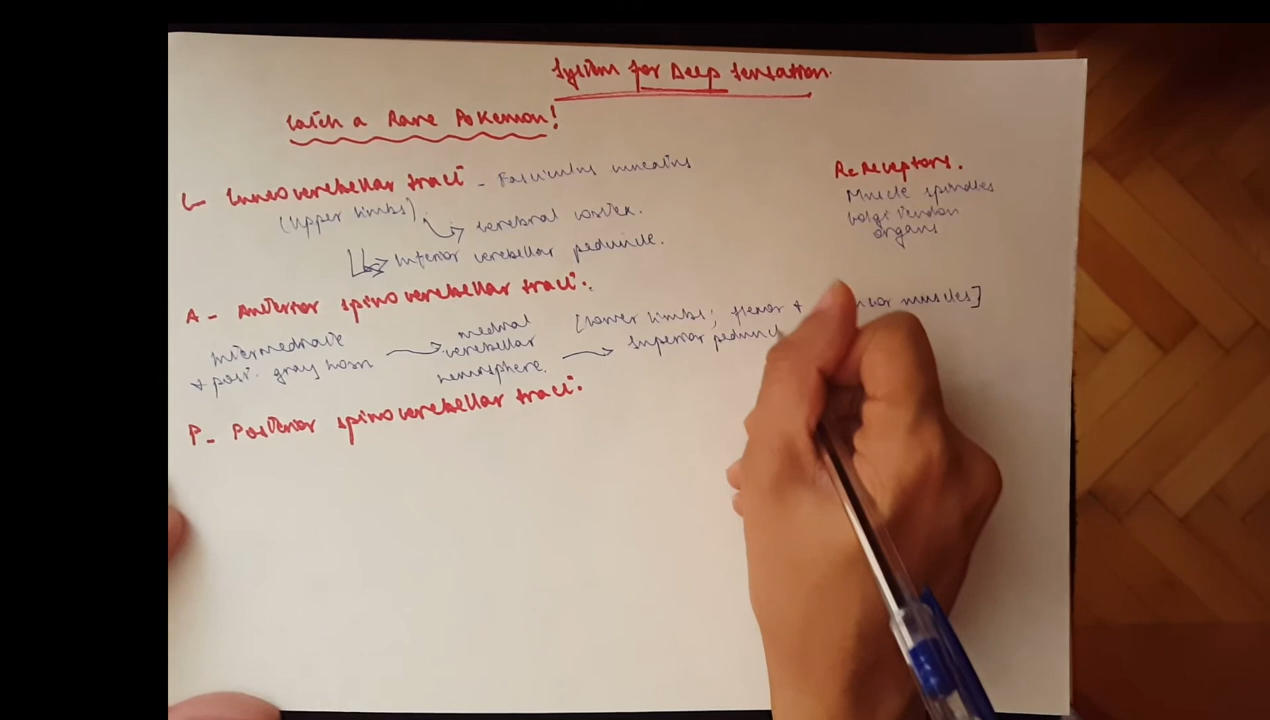 System for Deep Sensation.
Catch a Rare Pokemon!
C- Cuneocerebellar tract - Fasciculus cuneatus
(Upper limbs)
cerebral cortex.
Inferior cerebellar peduncle.
Receptors.
Muscle spindles
Golgi tendon
organs
A- Anterior spinocerebellar tract.
[Lower limbs; flexor + muscles]
Intermediate
+ post. gray horn
medial
cerebellar
hemisphere.
Superior
P- Posterior spinocerebellar tract.